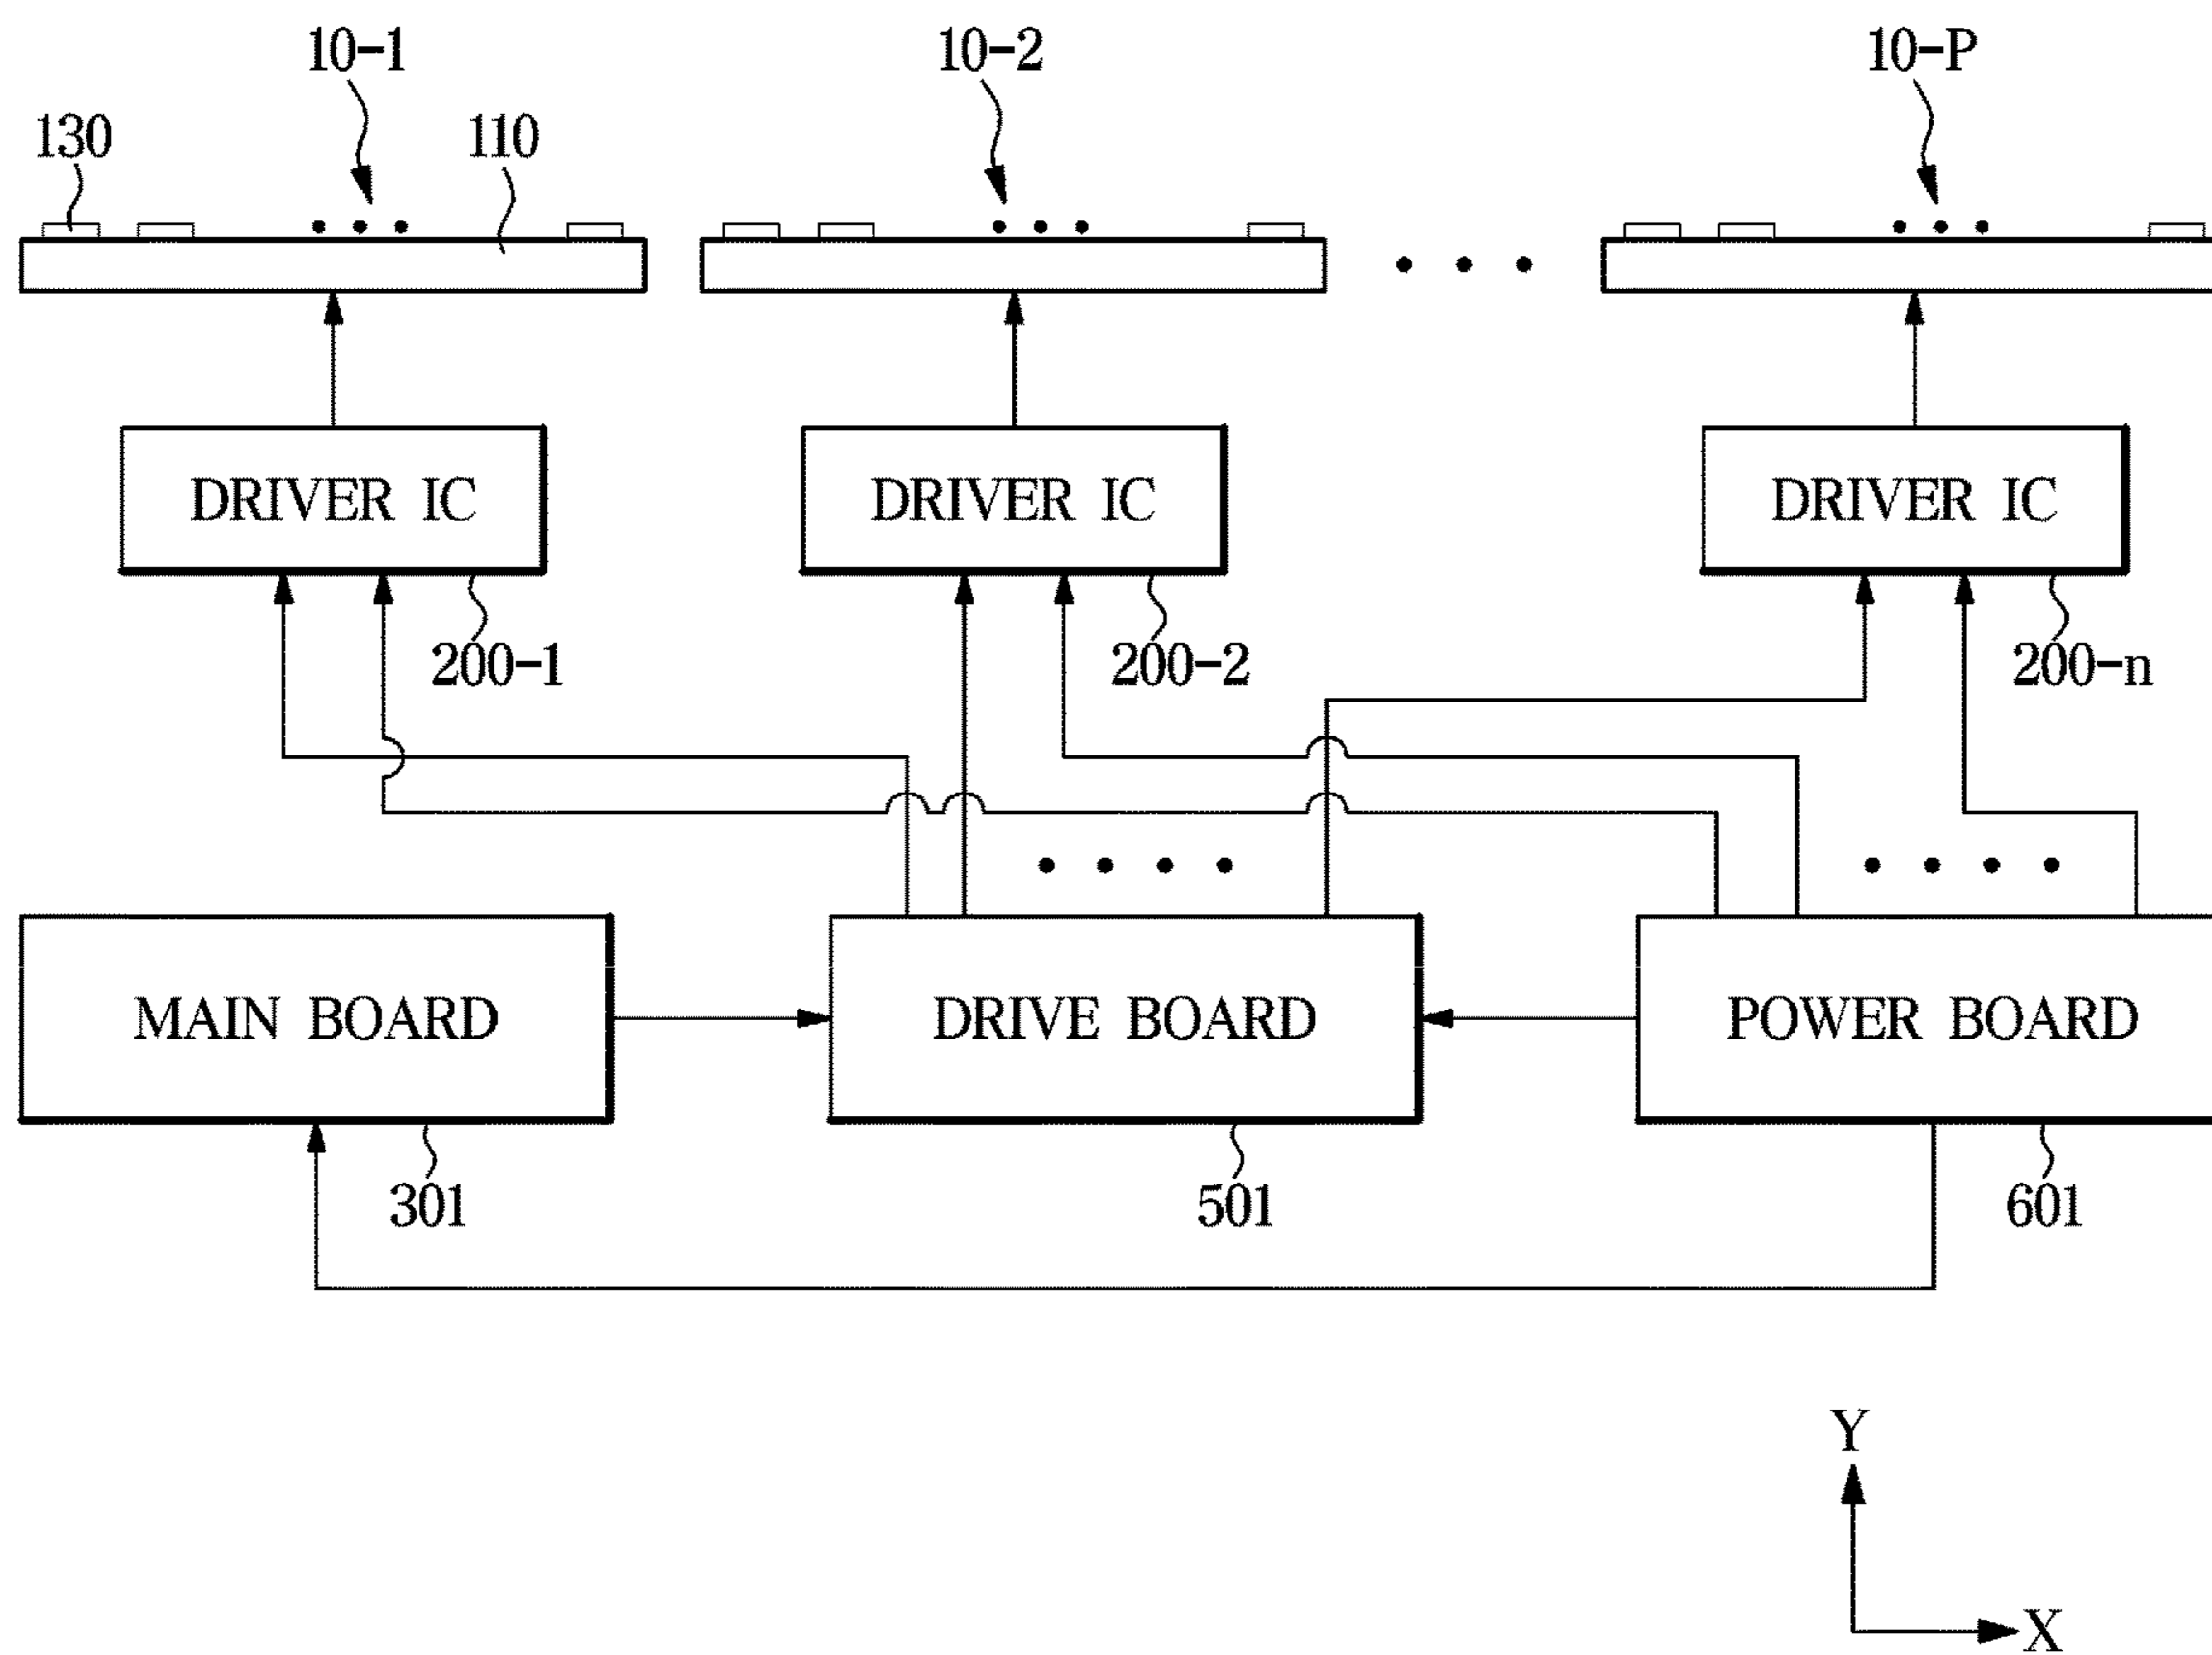 10-1 10-2 10-P
130 110
DRIVER IC DRIVER IC DRIVER IC
200-1 200-2 200-n
MAIN BOARD DRIVE BOARD POWER BOARD
301 501 601
Y
X